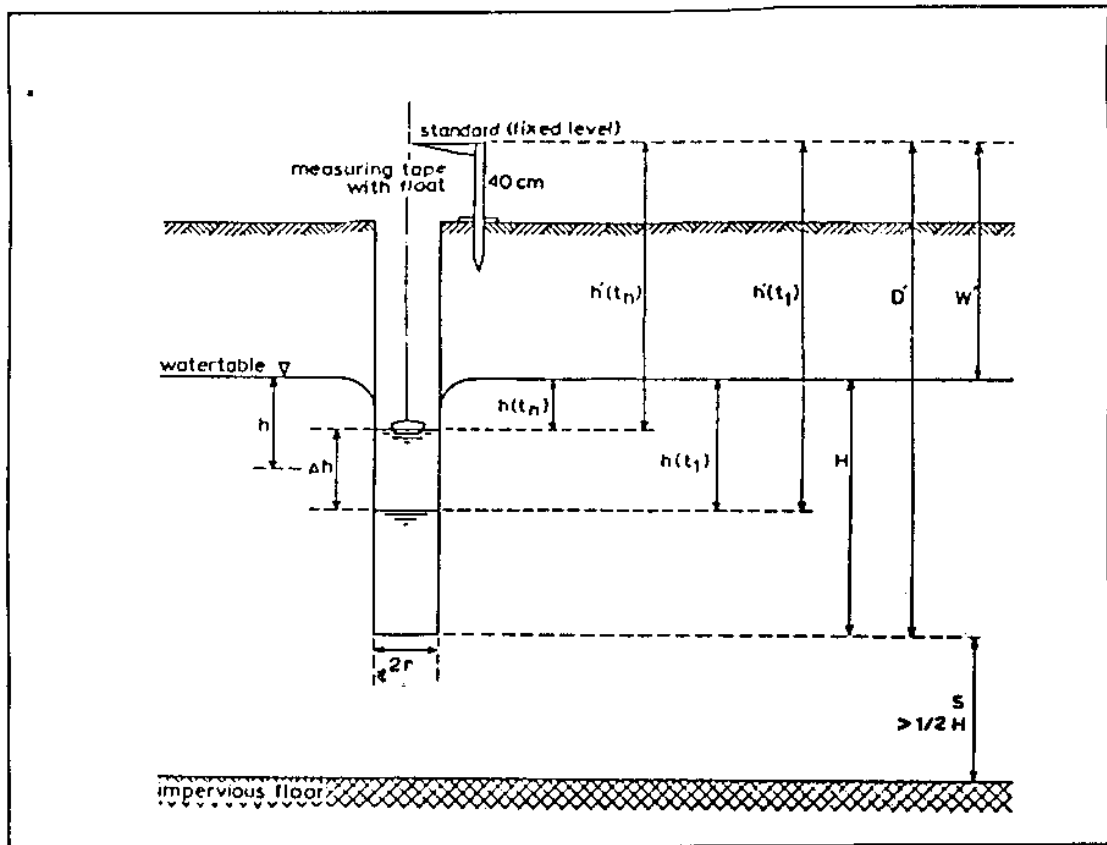 standard (fixed level)
measuring tape
with float
40 cm
h'(tn)
h'(t1)
D'
W'
watertable
h
h(tn)
Δh
h(t1)
H
2r
S
>1/2 H
impervious floor